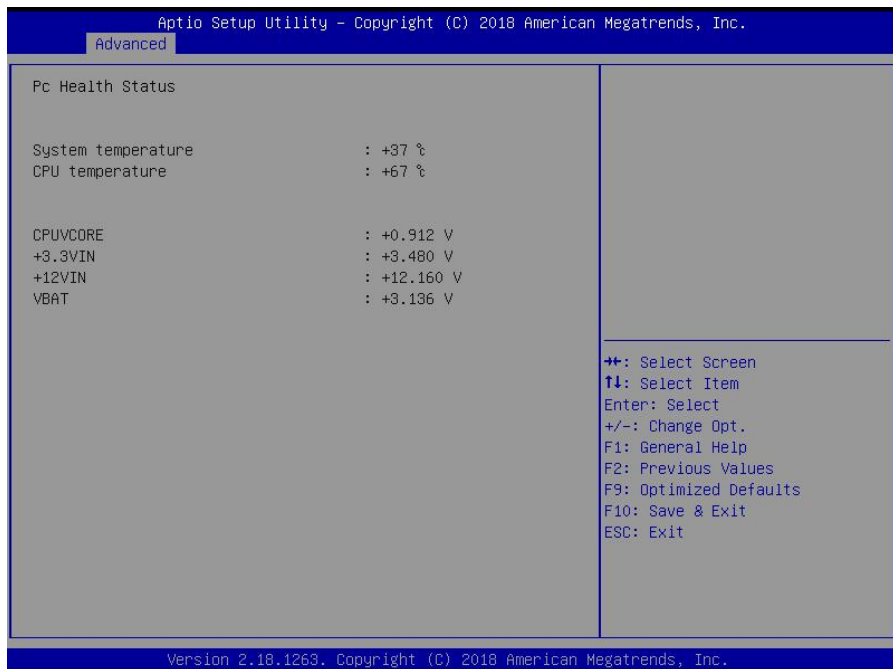 Aptio Setup Utility – Copyright (C) 2018 American Megatrends, Inc.
Advanced
Pc Health Status
System temperature : +37 ℃
CPU temperature : +67 ℃
CPUVCORE : +0.912 V
+3.3VIN : +3.480 V
+12VIN : +12.160 V
VBAT : +3.136 V
→←: Select Screen
↑↓: Select Item
Enter: Select
+/-: Change Opt.
F1: General Help
F2: Previous Values
F9: Optimized Defaults
F10: Save & Exit
ESC: Exit
Version 2.18.1263. Copyright (C) 2018 American Megatrends, Inc.